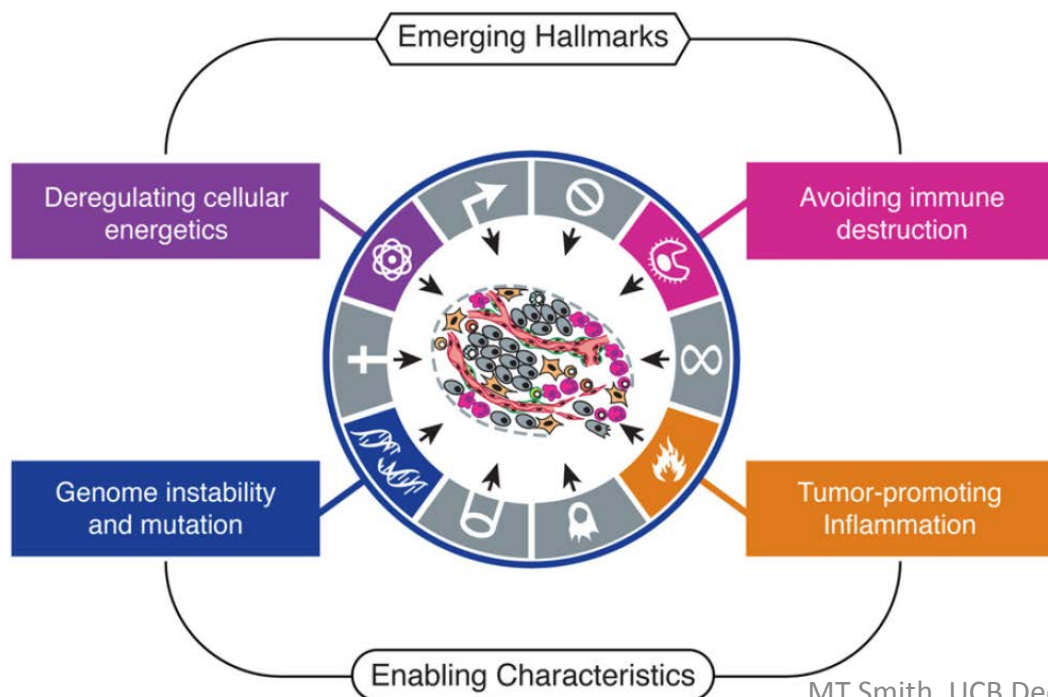 Emerging Hallmarks
Deregulating cellular
energetics
Avoiding immune
destruction
Genome instability
and mutation
Tumor-promoting
Inflammation
Enabling Characteristics
MT Smith, UCB De